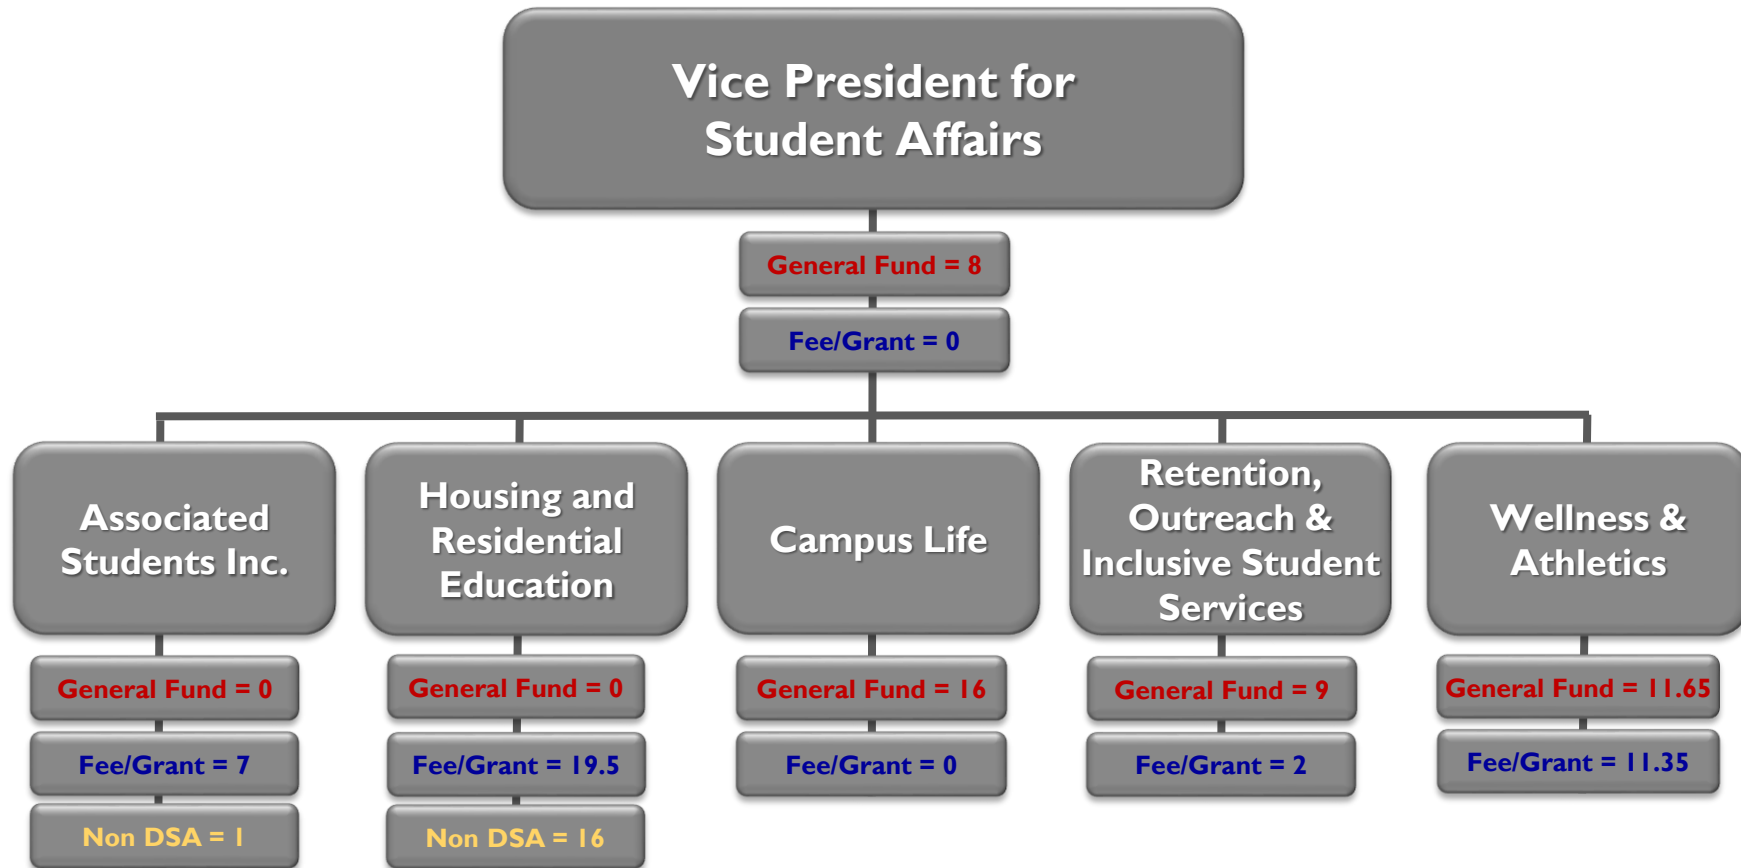 Vice President for
Student Affairs
General Fund = 8
Fee/Grant = 0
Associated
Students Inc.
General Fund = 0
Fee/Grant = 7
Non DSA = 1
Housing and
Residential
Education
General Fund = 0
Fee/Grant = 19.5
Non DSA = 16
Campus Life
General Fund = 16
Fee/Grant = 0
Retention,
Outreach &
Inclusive Student
Services
General Fund = 9
Fee/Grant = 2
Wellness &
Athletics
General Fund = 11.65
Fee/Grant = 11.35